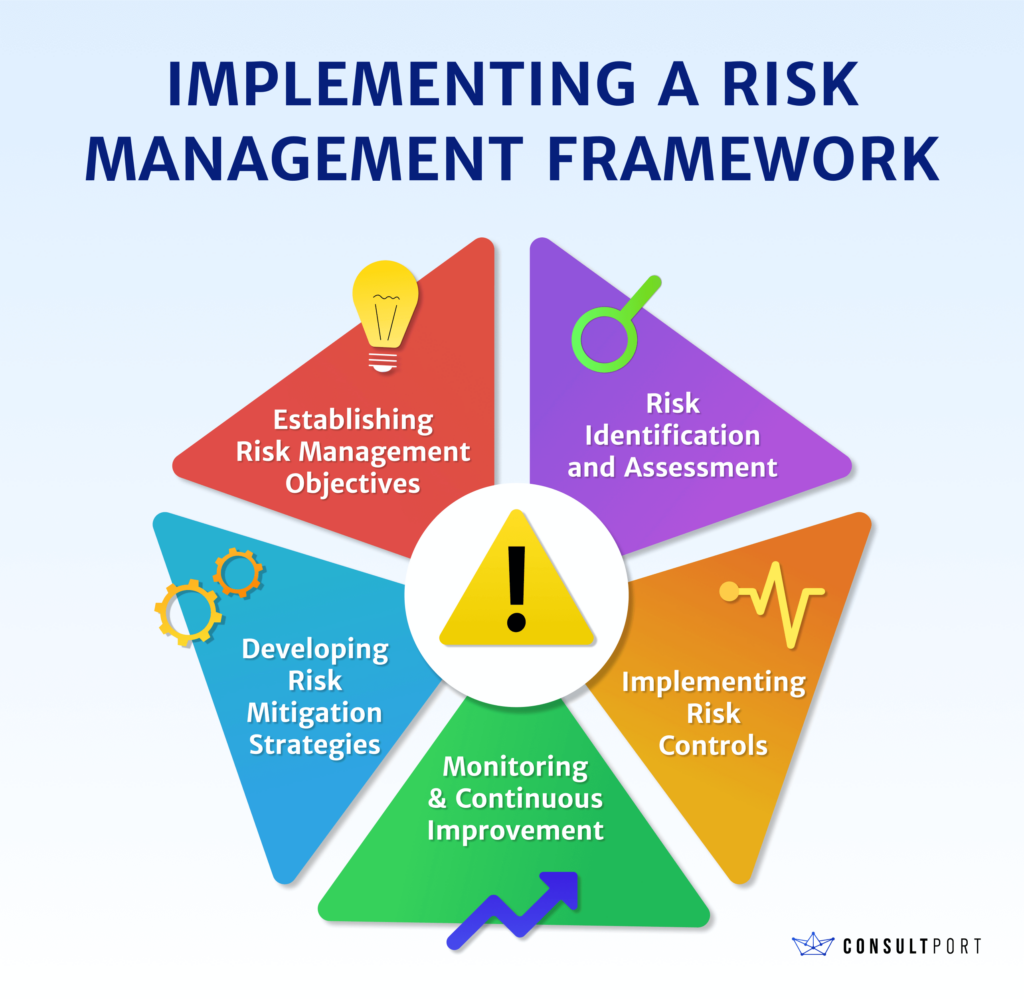 IMPLEMENTING A RISK
MANAGEMENT FRAMEWORK
Establishing
Risk Management
Objectives
Risk
Identification
and Assessment
Developing
Risk
Mitigation
Strategies
!
Implementing
Risk
Controls
Monitoring
& Continuous
Improvement
CONSULTPORT